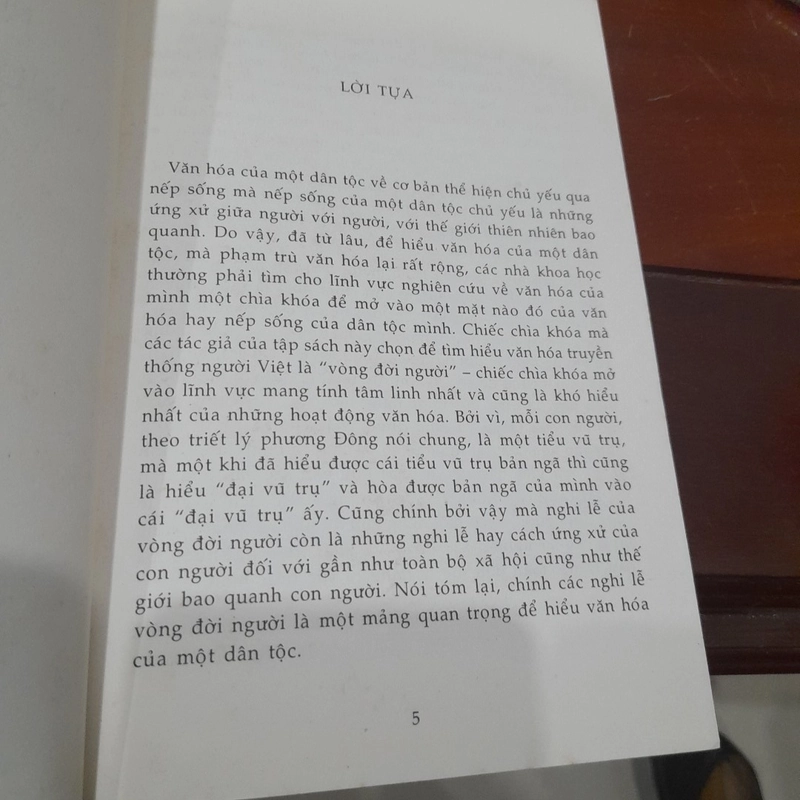 LỜI TỰA
Văn hóa của một dân tộc về cơ bản thể hiện chủ yếu qua
nếp sống mà nếp sống của một dân tộc chủ yếu là những
ứng xử giữa người với người, với thế giới thiên nhiên bao
quanh. Do vậy, đã từ lâu, để hiểu văn hóa của một dân
tộc, mà phạm trù văn hóa lại rất rộng, các nhà khoa học
thường phải tìm cho lĩnh vực nghiên cứu về văn hóa của
mình một chìa khóa để mở vào một mặt nào đó của văn
hóa hay nếp sống của dân tộc mình. Chiếc chìa khóa mà
các tác giả của tập sách này chọn để tìm hiểu văn hóa truyền
thống người Việt là “vòng đời người” – chiếc chìa khóa mở
vào lĩnh vực mang tính tâm linh nhất và cũng là khó hiểu
nhất của những hoạt động văn hóa. Bởi vì, mỗi con người,
theo triết lý phương Đông nói chung, là một tiểu vũ trụ,
mà một khi đã hiểu được cái tiểu vũ trụ bản ngã thì cũng
là hiểu “đại vũ trụ” và hòa được bản ngã của mình vào
cái “đại vũ trụ” ấy. Cũng chính bởi vậy mà nghi lễ của
vòng đời người còn là những nghi lễ hay cách ứng xử của
con người đối với gần như toàn bộ xã hội cũng như thế
giới bao quanh con người. Nói tóm lại, chính các nghi lễ
vòng đời người là một mảng quan trọng để hiểu văn hóa
của một dân tộc.
5